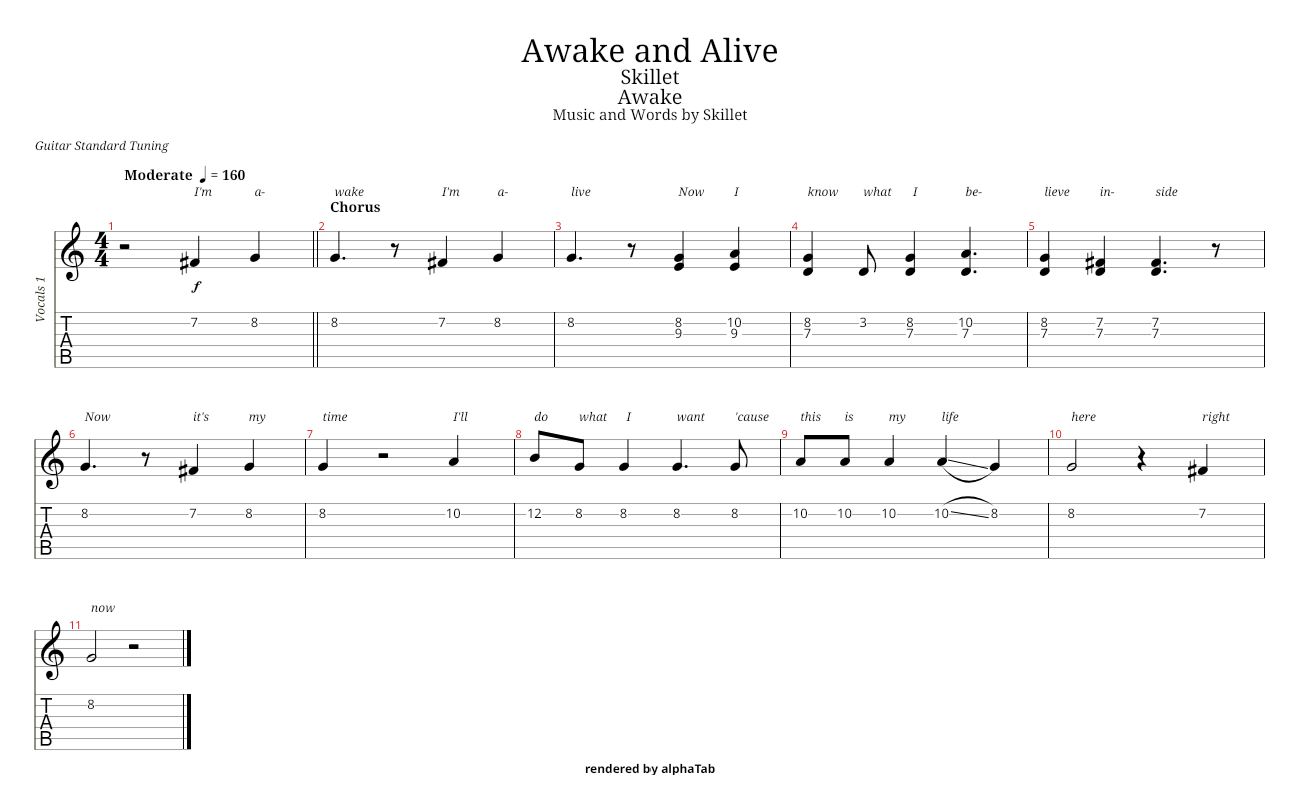 Awake and Alive
Skillet
Awake
Music and Words by Skillet
Guitar Standard Tuning
Moderate ♩ = 160
I'm a- wake I'm a- live Now I know what I be- lieve in- side
Chorus
1 2 3 4 5
4
4
f
Vocals 1
7 8 8 7 8 8 8 10 8 3 8 10 8 7 7
9 9 7 7 7 7 7 7
T
A
B
Now it's my time I'll do what I want 'cause this is my life here right
6 7 8 9 10
8 7 8 8 10 12 8 8 8 8 10 10 10 10 8 8 7
T
A
B
now
11
8
T
A
B
rendered by alphaTab